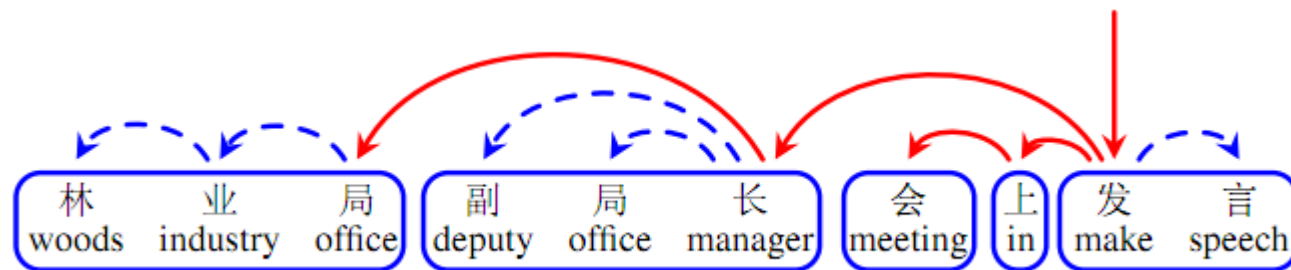 林 业 局 副 局 长 会 上 发 言
woods industry office deputy office manager meeting in make speech